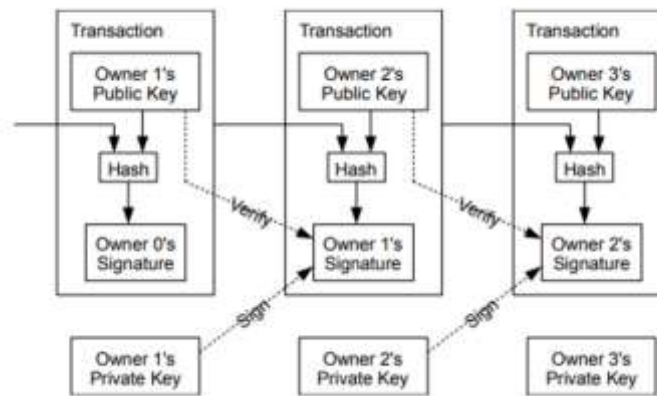 Transaction
Owner 1's
Public Key
Hash
Owner 0's
Signature
Transaction
Owner 2's
Public Key
Hash
Verify
Owner 1's
Signature
Transaction
Owner 3's
Public Key
Hash
Verify
Owner 2's
Signature
Sign
Sign
Owner 1's
Private Key
Owner 2's
Private Key
Owner 3's
Private Key